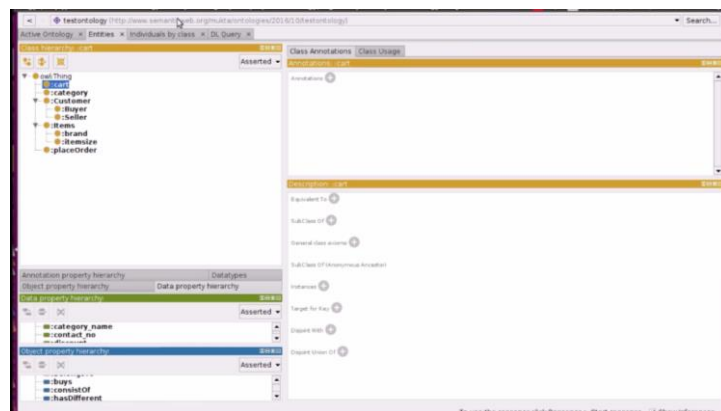 testontology (http://www.semanticweb.org/mukta/ontologies/2016/10/testontology)
Search...
Active Ontology × Entities × Individuals by class × DL Query ×
Class hierarchy: :cart
Asserted
owl:Thing
:cart
:category
:Customer
:Buyer
:Seller
:Items
:brand
:itemsize
:placeOrder
Annotation property hierarchy
Datatypes
Object property hierarchy
Data property hierarchy
Data property hierarchy
Asserted
:category_name
:contact_no
Object property hierarchy
Asserted
:buys
:consistOf
:hasDifferent
Class Annotations
Class Usage
Annotations: :cart
Annotations
Description: :cart
Equivalent To
SubClass Of
General class axioms
SubClass Of (Anonymous Ancestor)
Instances
Target for Key
Disjoint With
Disjoint Union Of